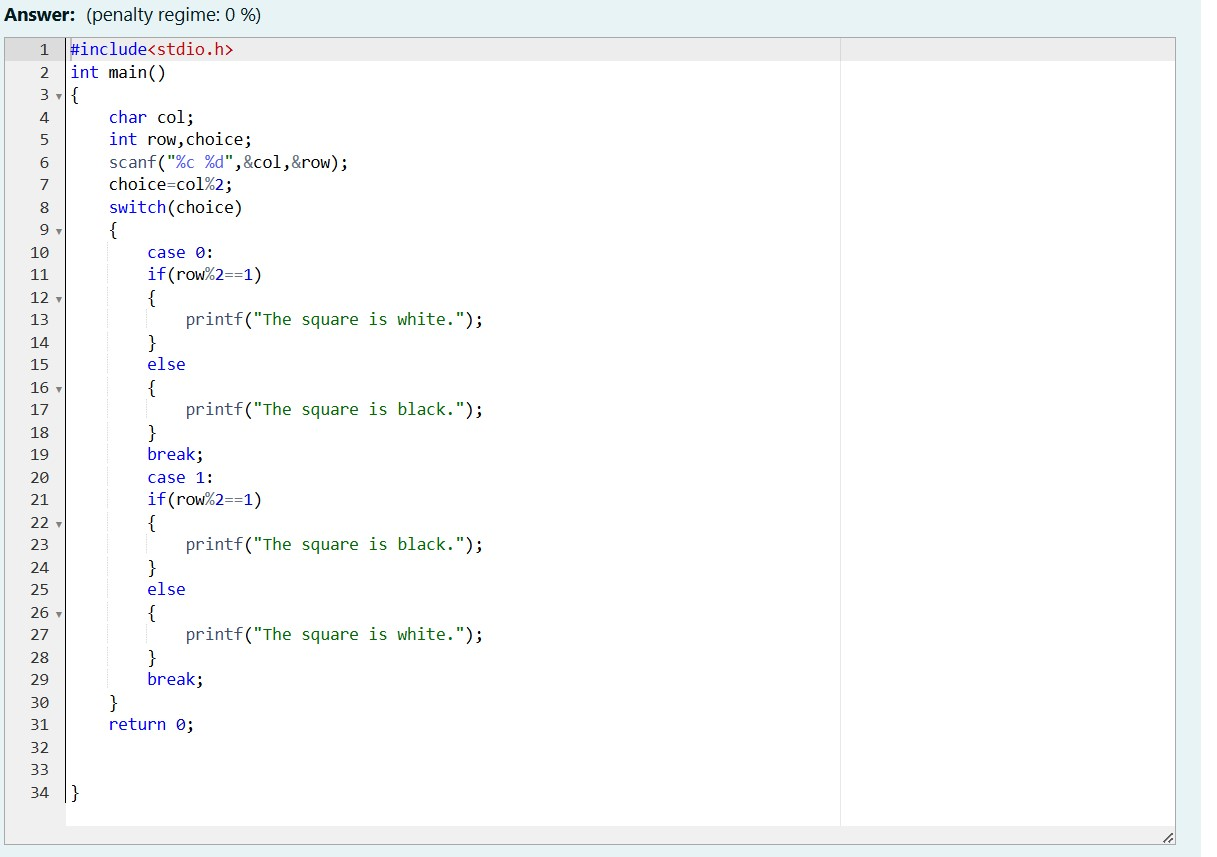 Answer: (penalty regime: 0 %)
1 #include<stdio.h>
2 int main()
3 {
4 char col;
5 int row,choice;
6 scanf("%c %d",&col,&row);
7 choice=col%2;
8 switch(choice)
9 {
10 case 0:
11 if(row%2==1)
12 {
13 printf("The square is white.");
14 }
15 else
16 {
17 printf("The square is black.");
18 }
19 break;
20 case 1:
21 if(row%2==1)
22 {
23 printf("The square is black.");
24 }
25 else
26 {
27 printf("The square is white.");
28 }
29 break;
30 }
31 return 0;
32
33
34 }